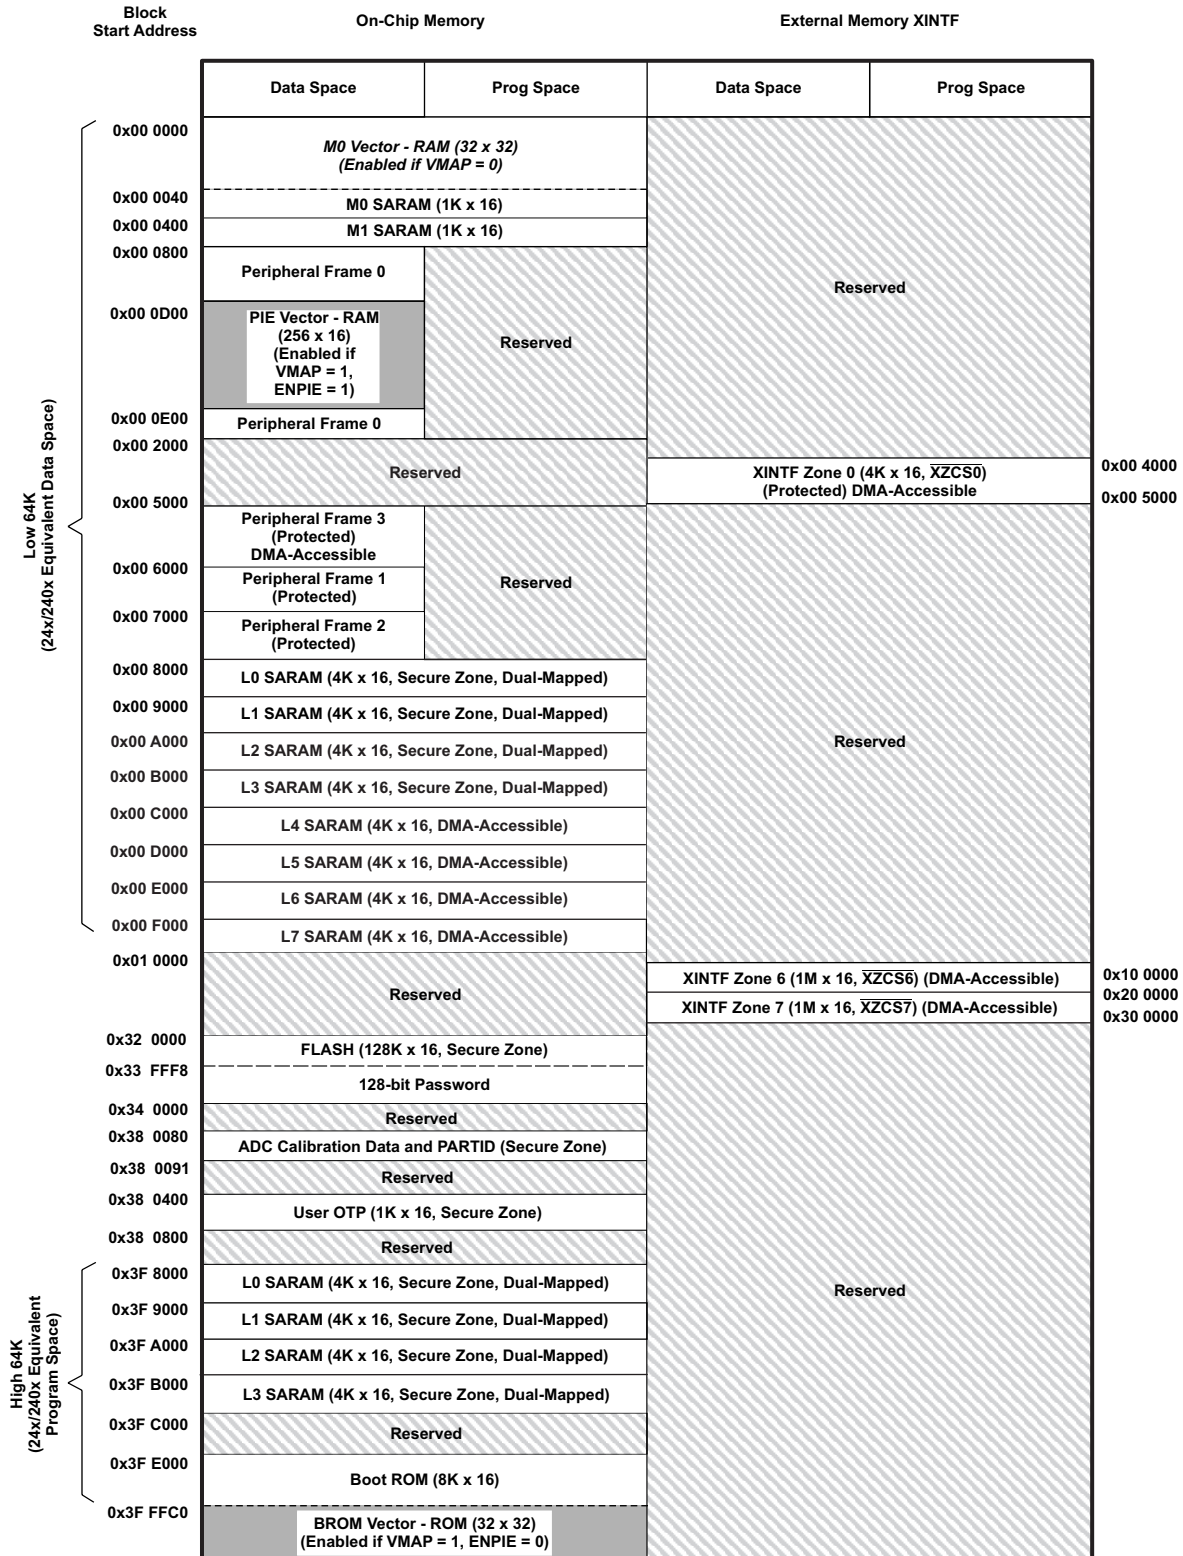 Block
Start Address
On-Chip Memory
External Memory XINTF
Data Space
Prog Space
Data Space
Prog Space
0x00 0000
M0 Vector - RAM (32 x 32)
(Enabled if VMAP = 0)
0x00 0040
M0 SARAM (1K x 16)
0x00 0400
M1 SARAM (1K x 16)
0x00 0800
Peripheral Frame 0
Reserved
Reserved
0x00 0D00
PIE Vector - RAM
(256 x 16)
(Enabled if
VMAP = 1,
ENPIE = 1)
0x00 0E00
Peripheral Frame 0
0x00 2000
Reserved
XINTF Zone 0 (4K x 16, XZCS0)
(Protected) DMA-Accessible
0x00 4000
0x00 5000
0x00 5000
Peripheral Frame 3
(Protected)
DMA-Accessible
Reserved
0x00 6000
Peripheral Frame 1
(Protected)
0x00 7000
Peripheral Frame 2
(Protected)
0x00 8000
L0 SARAM (4K x 16, Secure Zone, Dual-Mapped)
0x00 9000
L1 SARAM (4K x 16, Secure Zone, Dual-Mapped)
0x00 A000
L2 SARAM (4K x 16, Secure Zone, Dual-Mapped)
Reserved
0x00 B000
L3 SARAM (4K x 16, Secure Zone, Dual-Mapped)
0x00 C000
L4 SARAM (4K x 16, DMA-Accessible)
0x00 D000
L5 SARAM (4K x 16, DMA-Accessible)
0x00 E000
L6 SARAM (4K x 16, DMA-Accessible)
0x00 F000
L7 SARAM (4K x 16, DMA-Accessible)
Low 64K
(24x/240x Equivalent Data Space)
0x01 0000
Reserved
XINTF Zone 6 (1M x 16, XZCS6) (DMA-Accessible)
0x10 0000
0x20 0000
XINTF Zone 7 (1M x 16, XZCS7) (DMA-Accessible)
0x30 0000
0x32 0000
FLASH (128K x 16, Secure Zone)
0x33 FFF8
128-bit Password
0x34 0000
Reserved
0x38 0080
ADC Calibration Data and PARTID (Secure Zone)
0x38 0091
Reserved
0x38 0400
User OTP (1K x 16, Secure Zone)
0x38 0800
Reserved
0x3F 8000
L0 SARAM (4K x 16, Secure Zone, Dual-Mapped)
Reserved
0x3F 9000
L1 SARAM (4K x 16, Secure Zone, Dual-Mapped)
0x3F A000
L2 SARAM (4K x 16, Secure Zone, Dual-Mapped)
0x3F B000
L3 SARAM (4K x 16, Secure Zone, Dual-Mapped)
0x3F C000
Reserved
0x3F E000
Boot ROM (8K x 16)
0x3F FFC0
BROM Vector - ROM (32 x 32)
(Enabled if VMAP = 1, ENPIE = 0)
High 64K
(24x/240x Equivalent
Program Space)